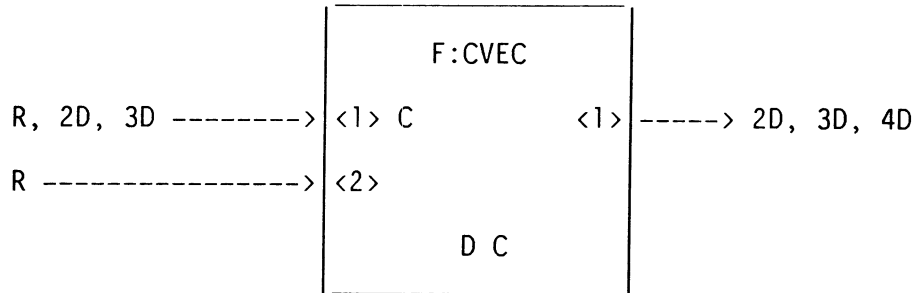 F:CVEC
R, 2D, 3D --------> <1> C <1> -----> 2D, 3D, 4D
R ----------------> <2>
D C